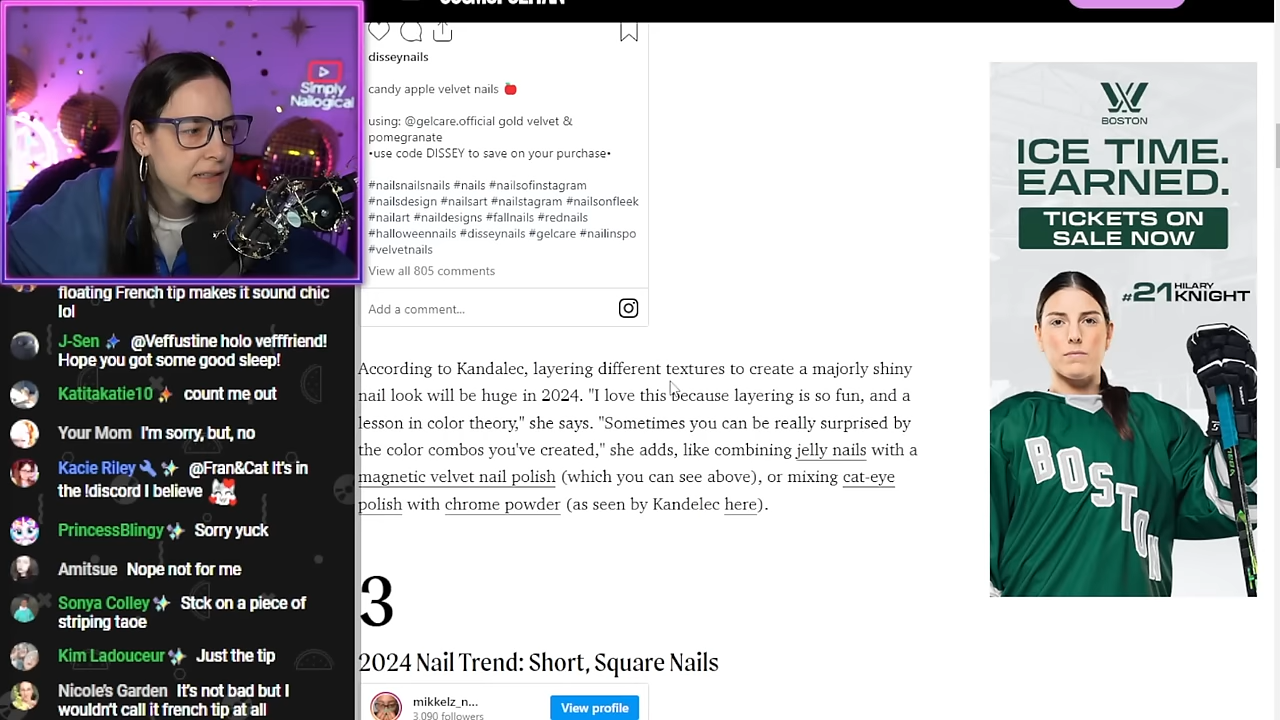 COSMOPOLITAN
Simply
Nailogical
disseynails
candy apple velvet nails
using: @gelcare.official gold velvet &
pomegranate
•use code DISSEY to save on your purchase•
#nailsnailsnails #nails #nailsofinstagram
#nailsdesign #nailsart #nailstagram #nailsonfleek
#nailart #naildesigns #fallnails #rednails
#halloweennails #disseynails #gelcare #nailinspo
#velvetnails
View all 805 comments
Add a comment...
According to Kandalec, layering different textures to create a majorly shiny
nail look will be huge in 2024. "I love this because layering is so fun, and a
lesson in color theory," she says. "Sometimes you can be really surprised by
the color combos you've created," she adds, like combining jelly nails with a
magnetic velvet nail polish (which you can see above), or mixing cat-eye
polish with chrome powder (as seen by Kandelec here).
3
2024 Nail Trend: Short, Square Nails
mikkelz_n...
3,090 followers
View profile
floating French tip makes it sound chic
lol
J-Sen @Veffustine holo vefffriend!
Hope you got some good sleep!
Katitakatie10 count me out
Your Mom I'm sorry, but, no
Kacie Riley @Fran&Cat It's in
the !discord I believe
PrincessBlingy Sorry yuck
Amitsue Nope not for me
Sonya Colley Stck on a piece of
striping taoe
Kim Ladouceur Just the tip
Nicole's Garden It's not bad but I
wouldn't call it french tip at all
BOSTON
ICE TIME.
EARNED.
TICKETS ON
SALE NOW
#21 HILARY
KNIGHT
BOSTON